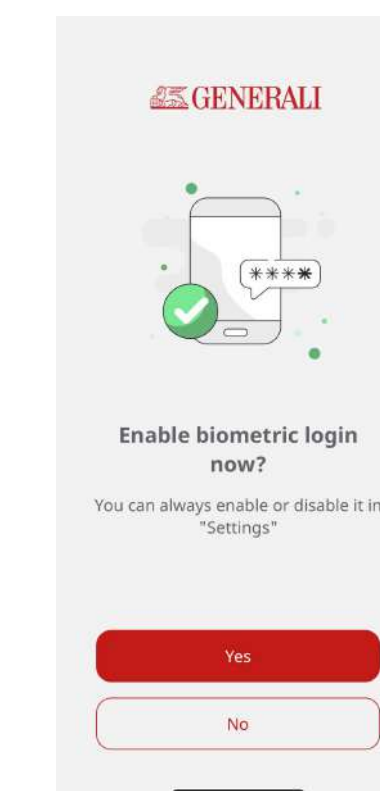 GENERALI
****
Enable biometric login
now?
You can always enable or disable it in
"Settings"
Yes
No